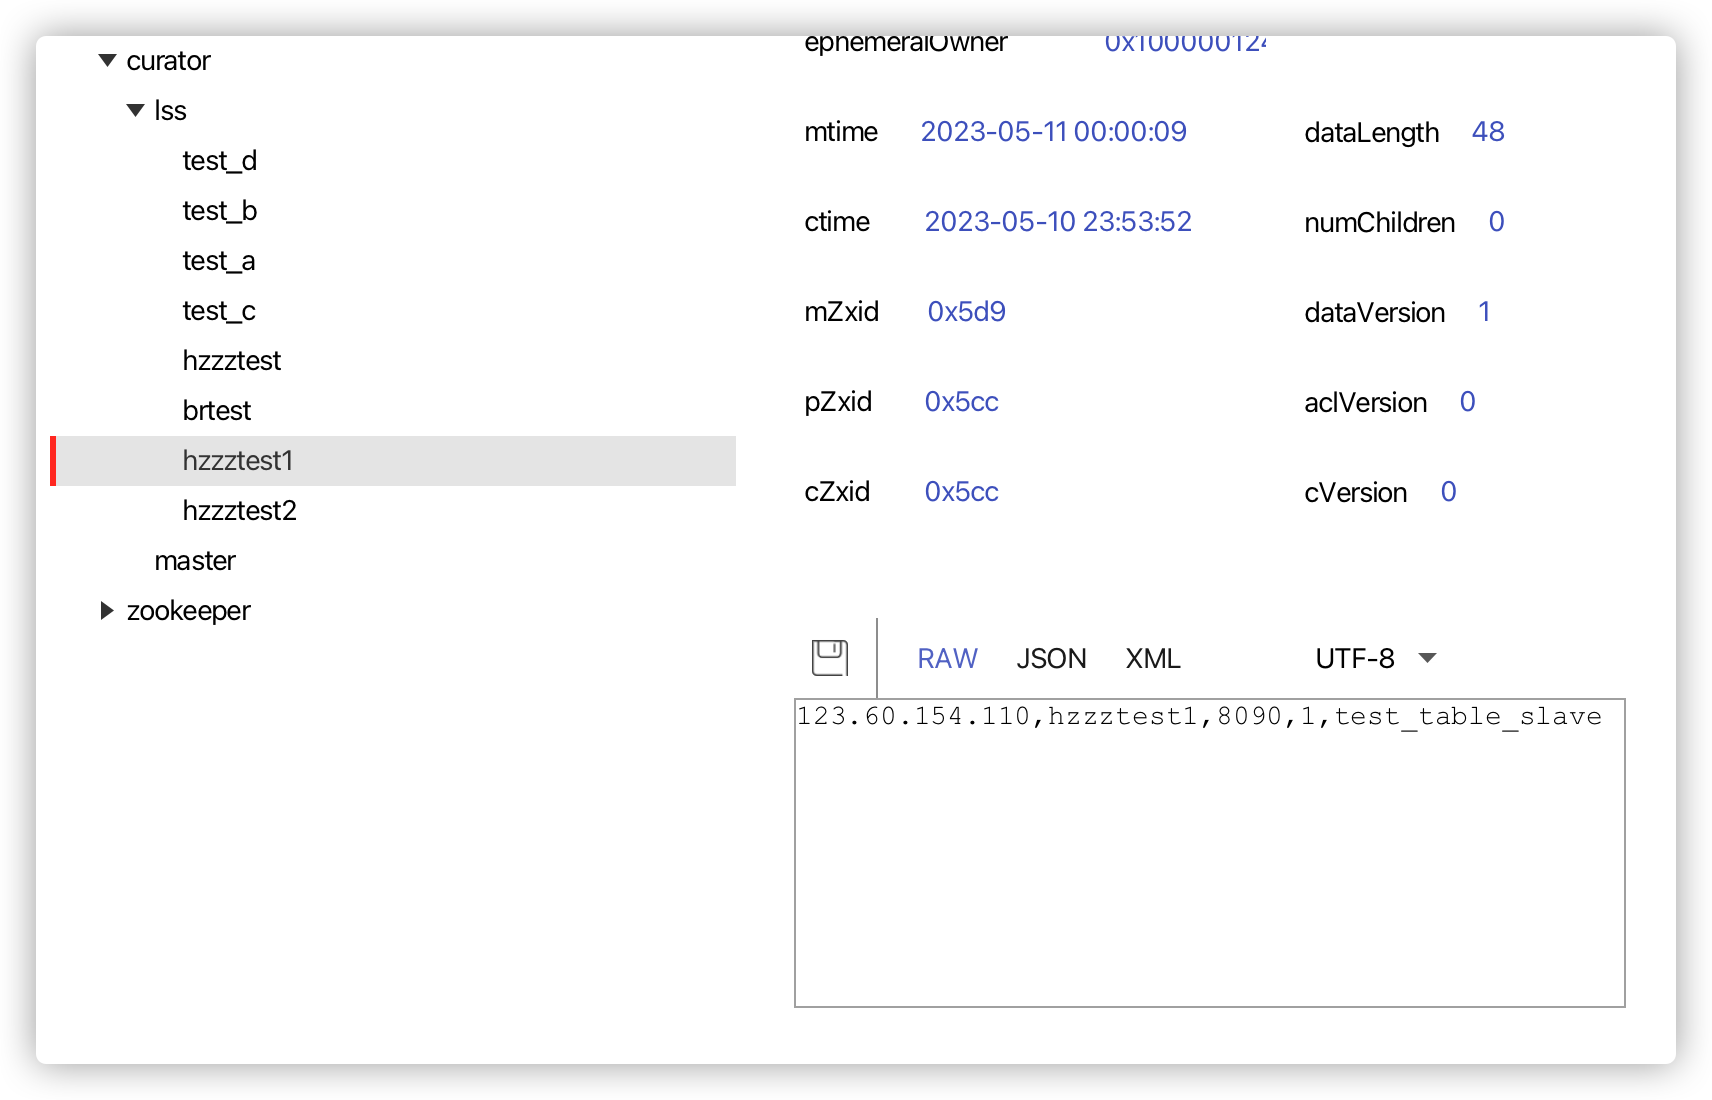 curator
lss
test_d
test_b
test_a
test_c
hzzztest
brtest
hzzztest1
hzzztest2
master
zookeeper
ephemeralOwner
mtime 2023-05-11 00:00:09 dataLength 48
ctime 2023-05-10 23:53:52 numChildren 0
mZxid 0x5d9 dataVersion 1
pZxid 0x5cc aclVersion 0
cZxid 0x5cc cVersion 0
RAW JSON XML UTF-8
123.60.154.110,hzzztest1,8090,1,test_table_slave